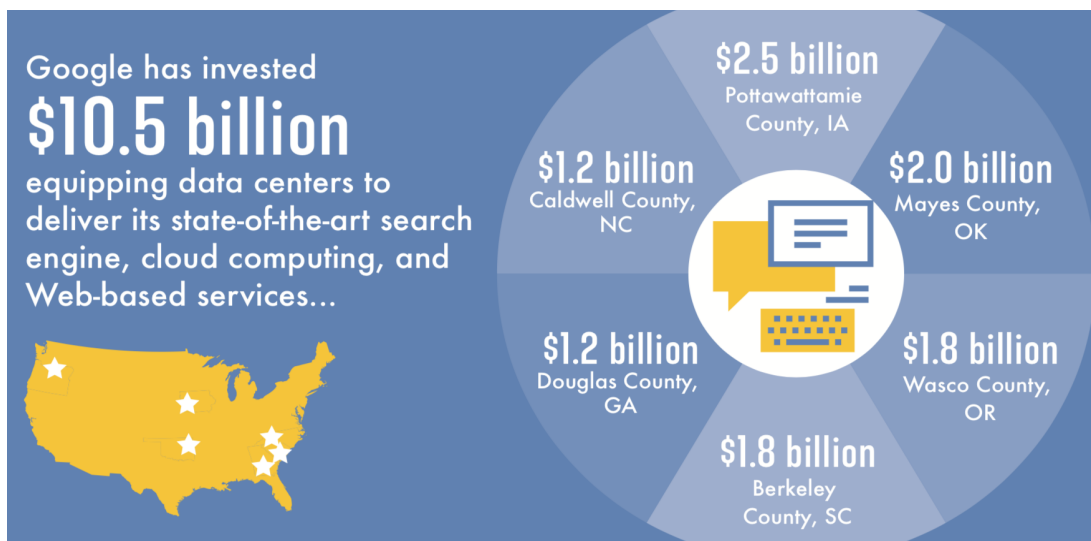 Google has invested
$10.5 billion
equipping data centers to
deliver its state-of-the-art search
engine, cloud computing, and
Web-based services...
$2.5 billion
Pottawattamie
County, IA
$2.0 billion
Mayes County,
OK
$1.8 billion
Wasco County,
OR
$1.8 billion
Berkeley
County, SC
$1.2 billion
Douglas County,
GA
$1.2 billion
Caldwell County,
NC